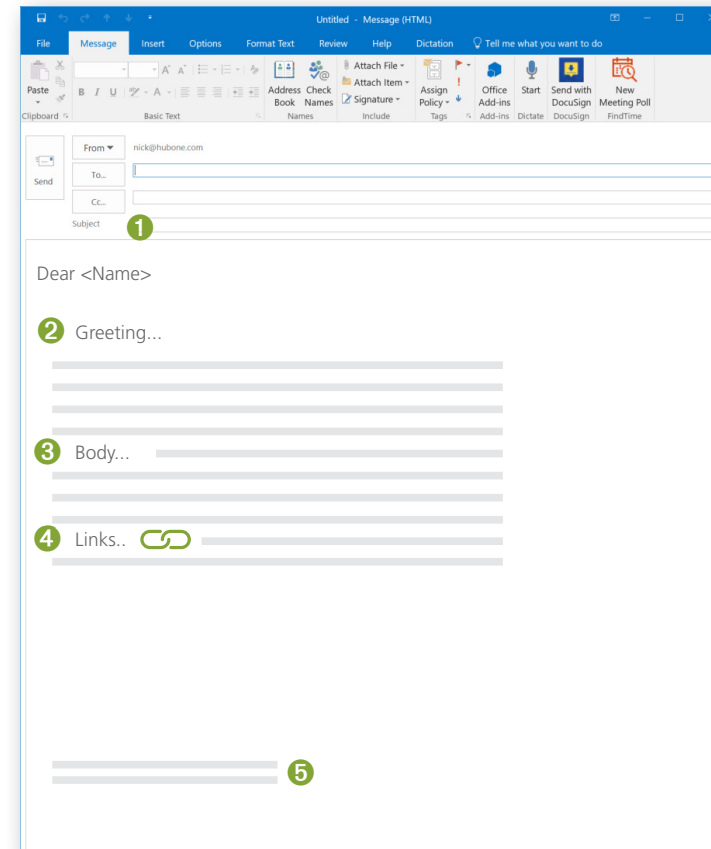 Untitled - Message (HTML)
File Message Insert Options Format Text Review Help Dictation Tell me what you want to do
Paste
B I U
Address Book
Check Names
Attach File
Attach Item
Signature
Assign Policy
Office Add-ins
Start
Send with DocuSign
New Meeting Poll
Clipboard Basic Text Names Include Tags Add-ins Dictate DocuSign FindTime
From nick@hubone.com
Send
To...
Cc...
Subject 1
Dear <Name>
2 Greeting...
3 Body...
4 Links..
5